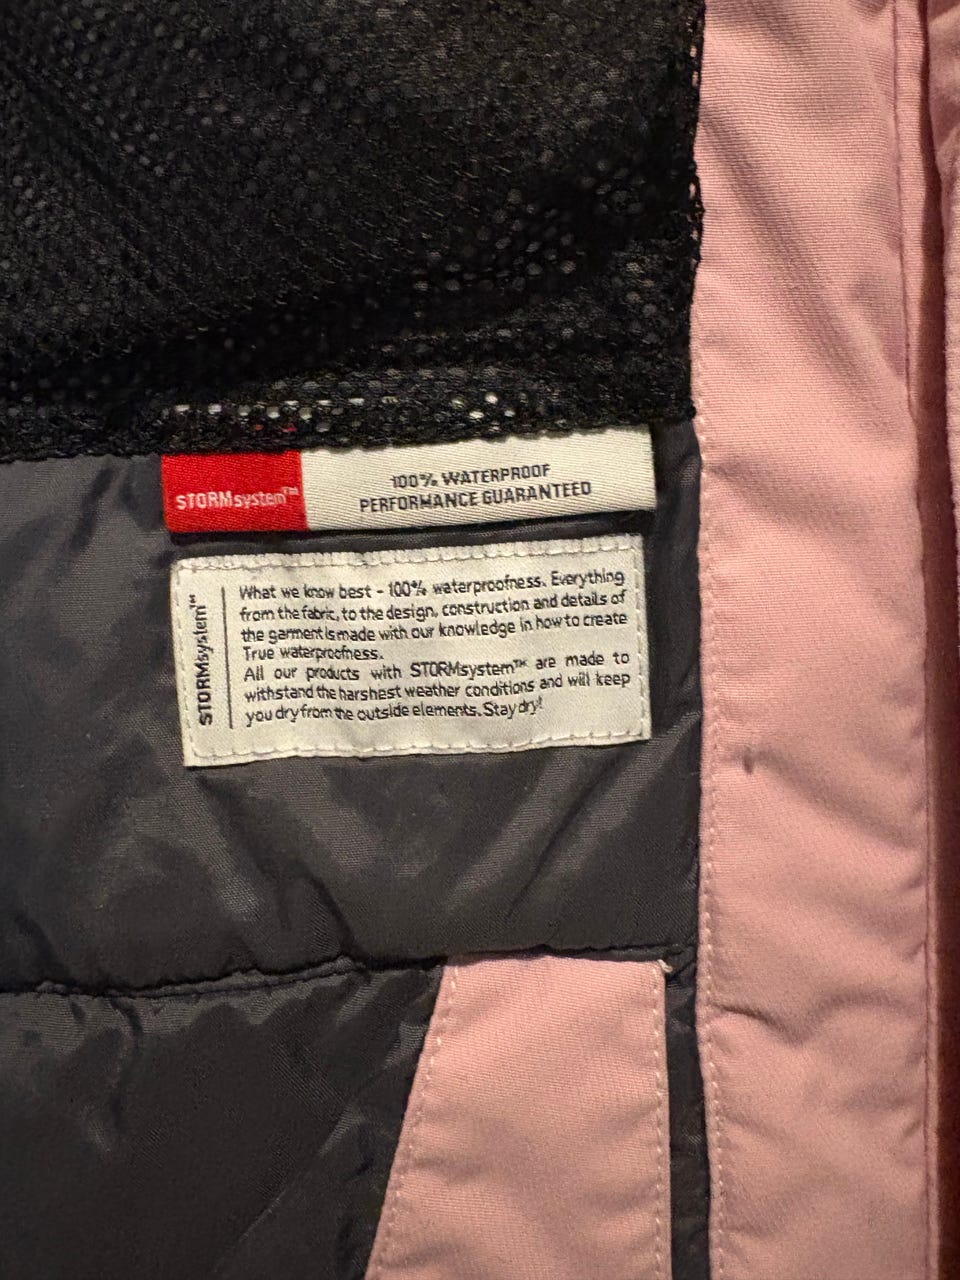 STORMsystem™
100% WATERPROOF
PERFORMANCE GUARANTEED
STORMsystem™
What we know best - 100% waterproofness. Everything
from the fabric, to the design, construction and details of
the garment is made with our knowledge in how to create
True waterproofness.
All our products with STORMsystem™ are made to
withstand the harshest weather conditions and will keep
you dry from the outside elements. Stay dry!